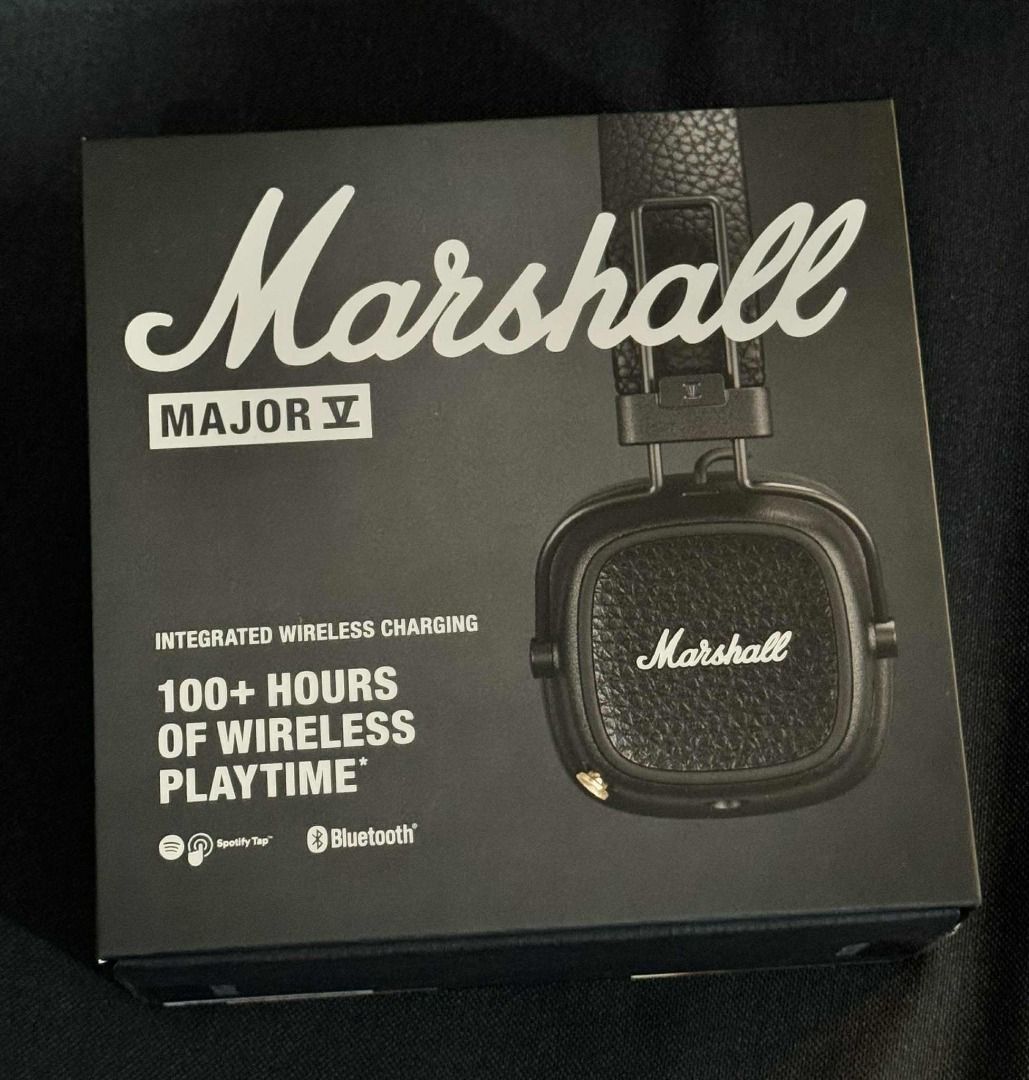 Marshall
MAJOR V
INTEGRATED WIRELESS CHARGING
100+ HOURS
OF WIRELESS
PLAYTIME*
Spotify Tap™
Bluetooth®
Marshall